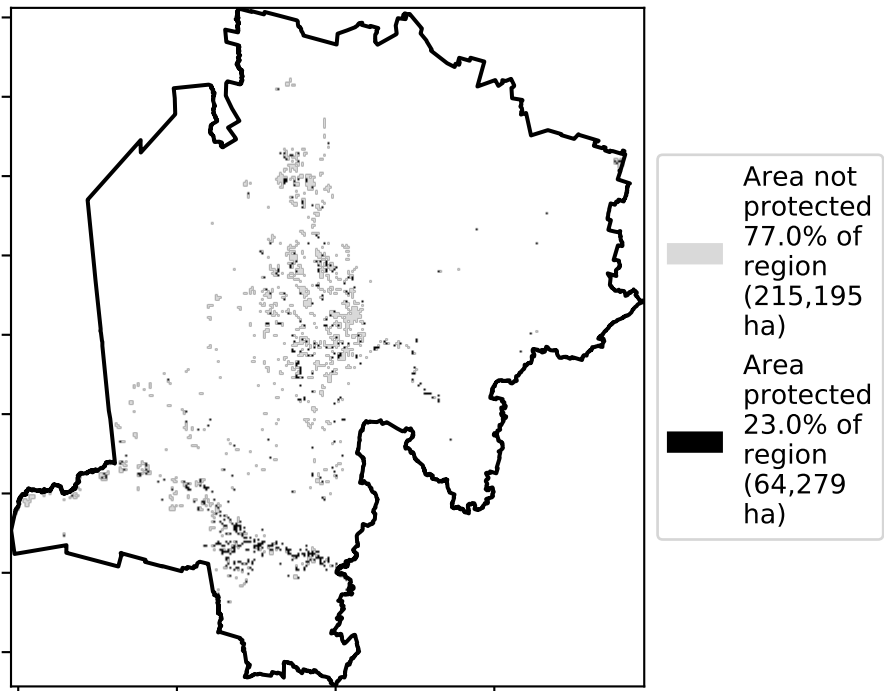 Area not
protected
77.0% of
region
(215,195
ha)
Area
protected
23.0% of
region
(64,279
ha)